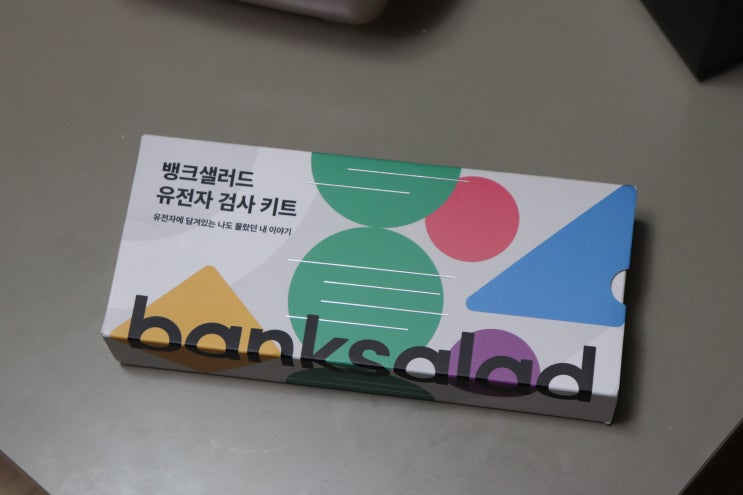 뱅크샐러드
유전자 검사 키트
유전자에 담겨있는 나도 몰랐던 내 이야기
banksalad